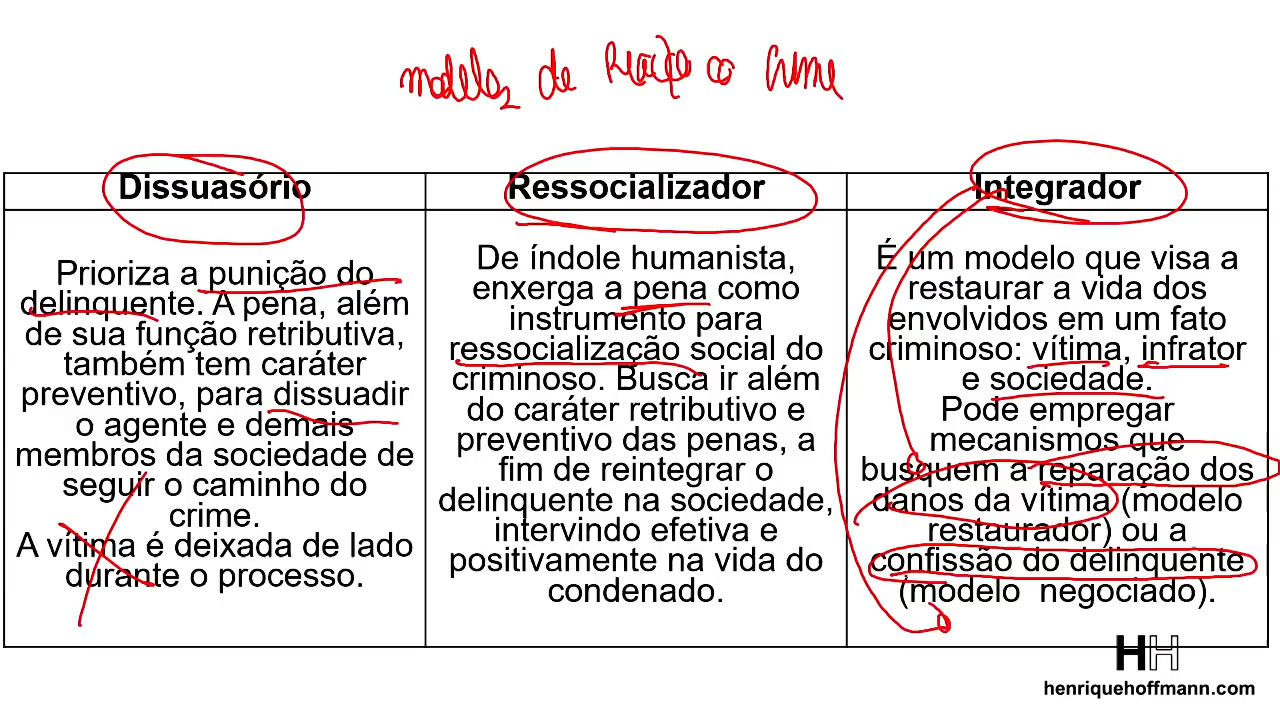 modelos de reação ao crime
Dissuasório
Ressocializador
Integrador
Prioriza a punição do
delinquente. A pena, além
de sua função retributiva,
também tem caráter
preventivo, para dissuadir
o agente e demais
membros da sociedade de
seguir o caminho do
crime.
A vítima é deixada de lado
durante o processo.
De índole humanista,
enxerga a pena como
instrumento para
ressocialização social do
criminoso. Busca ir além
do caráter retributivo e
preventivo das penas, a
fim de reintegrar o
delinquente na sociedade,
intervindo efetiva e
positivamente na vida do
condenado.
É um modelo que visa a
restaurar a vida dos
envolvidos em um fato
criminoso: vítima, infrator
e sociedade.
Pode empregar
mecanismos que
busquem a reparação dos
danos da vítima (modelo
restaurador) ou a
confissão do delinquente
(modelo negociado).
HH
henriquehoffmann.com